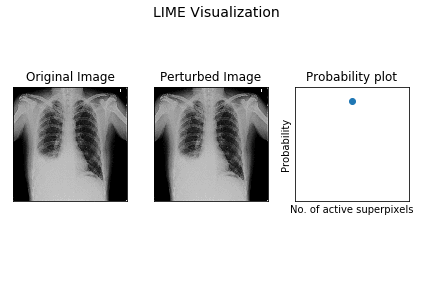 LIME Visualization
Original Image
Perturbed Image
Probability plot
Probability
No. of active superpixels